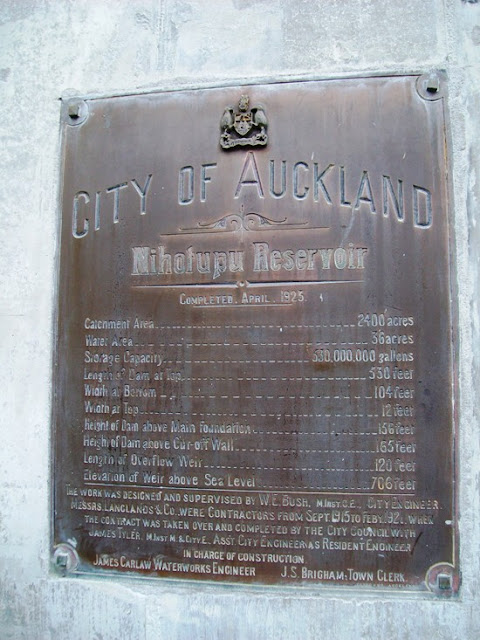 CITY OF AUCKLAND
Nihotupu Reservoir
COMPLETED. APRIL. 1923
Catchment Area 2400 acres
Water Area 36 acres
Storage Capacity 530,000,000 gallons
Length of Dam at Top 530 feet
Width at Bottom 104 feet
Width at Top 12 feet
Height of Dam above Main Foundation 156 feet
Height of Dam above Cut-off Wall 165 feet
Length of Overflow Weir 120 feet
Elevation of Weir above Sea Level 706 feet
THE WORK WAS DESIGNED AND SUPERVISED BY W.E. BUSH, M.INST.C.E., CITY ENGINEER.
MESSRS. LANGLANDS & CO., WERE CONTRACTORS FROM SEPT. 1915 TO FEBY. 1921, WHEN
THE CONTRACT WAS TAKEN OVER AND COMPLETED BY THE CITY COUNCIL WITH
JAMES TYLER, M.INST.M. & CITY E., ASST CITY ENGINEER AS RESIDENT ENGINEER
IN CHARGE OF CONSTRUCTION
JAMES CARLAW WATERWORKS ENGINEER J.S. BRIGHAM. TOWN CLERK.